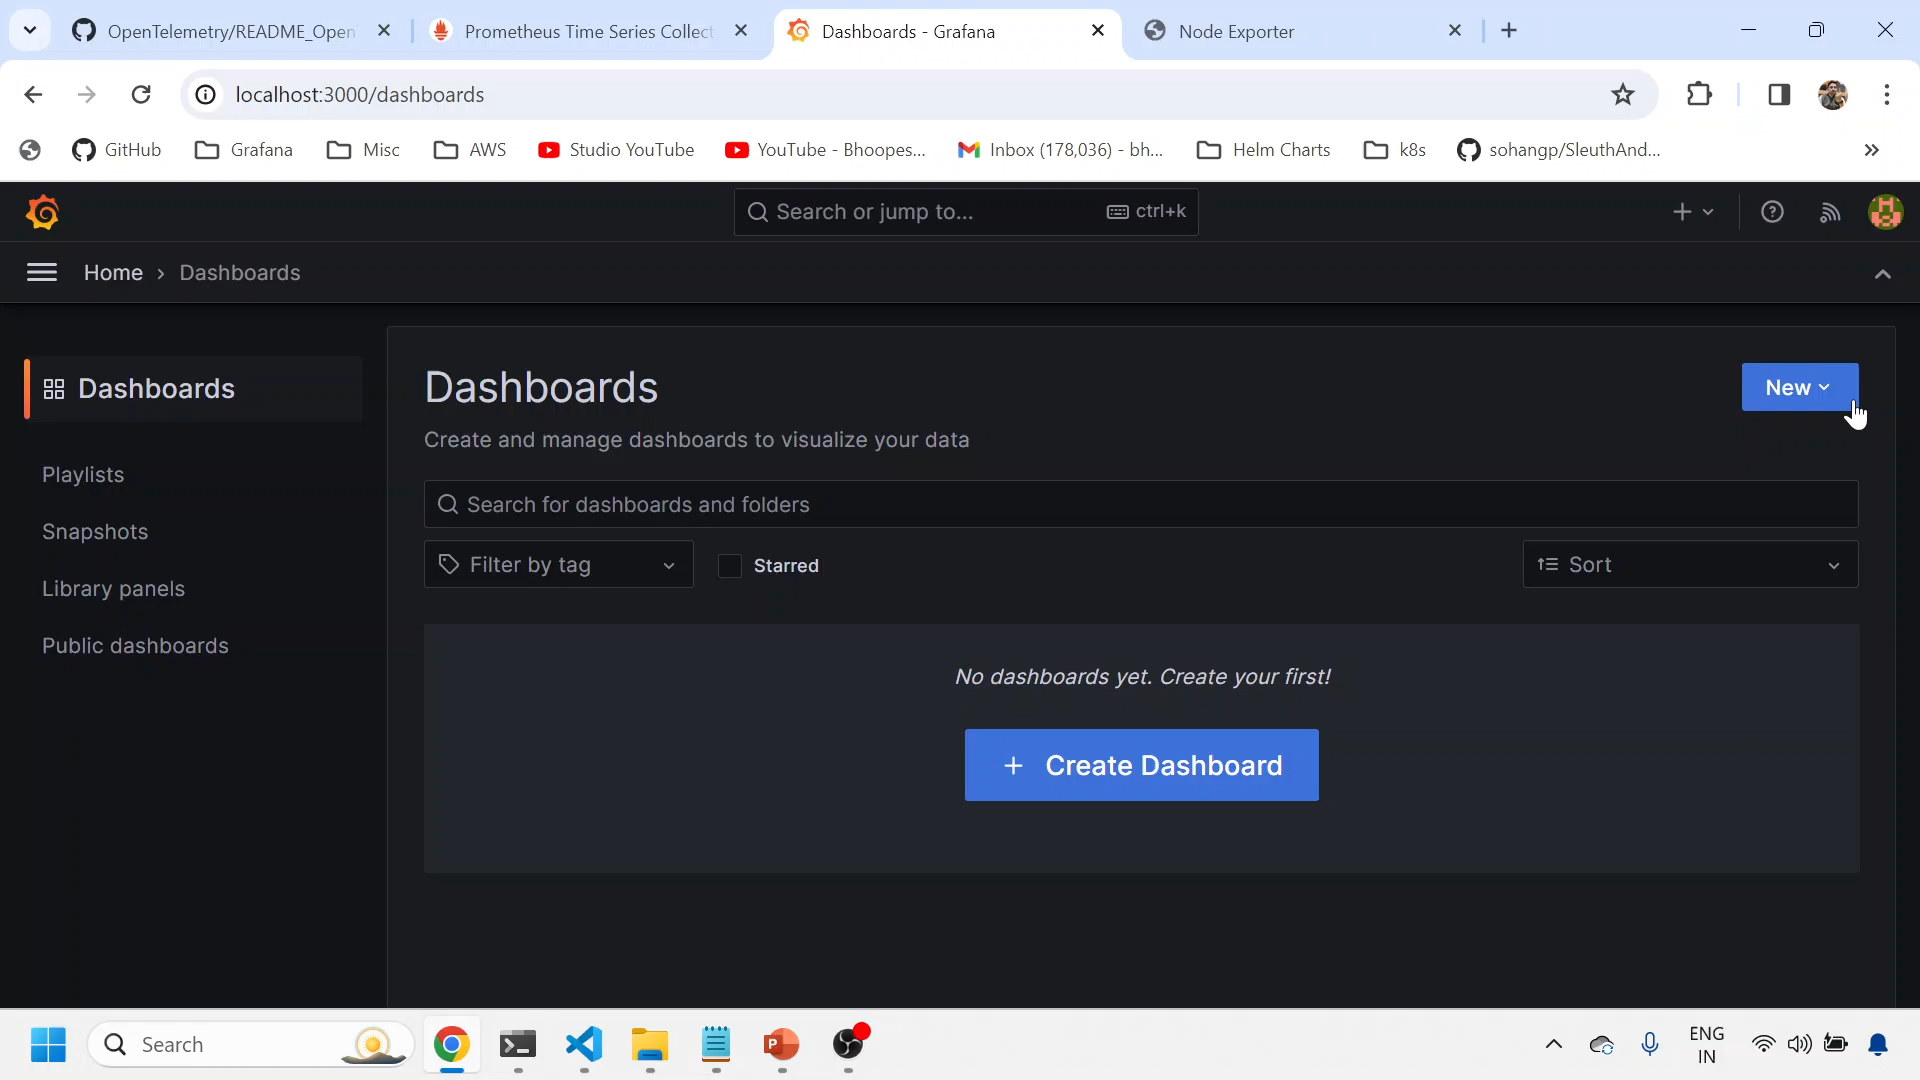 OpenTelemetry/README_Open
Prometheus Time Series Collect
Dashboards - Grafana
Node Exporter
localhost:3000/dashboards
GitHub
Grafana
Misc
AWS
Studio YouTube
YouTube - Bhoopes...
Inbox (178,036) - bh...
Helm Charts
k8s
sohangp/SleuthAnd...
Search or jump to...
ctrl+k
Home › Dashboards
Dashboards
Playlists
Snapshots
Library panels
Public dashboards
Dashboards
New
Create and manage dashboards to visualize your data
Search for dashboards and folders
Filter by tag
Starred
Sort
No dashboards yet. Create your first!
+ Create Dashboard
Search
ENG
IN